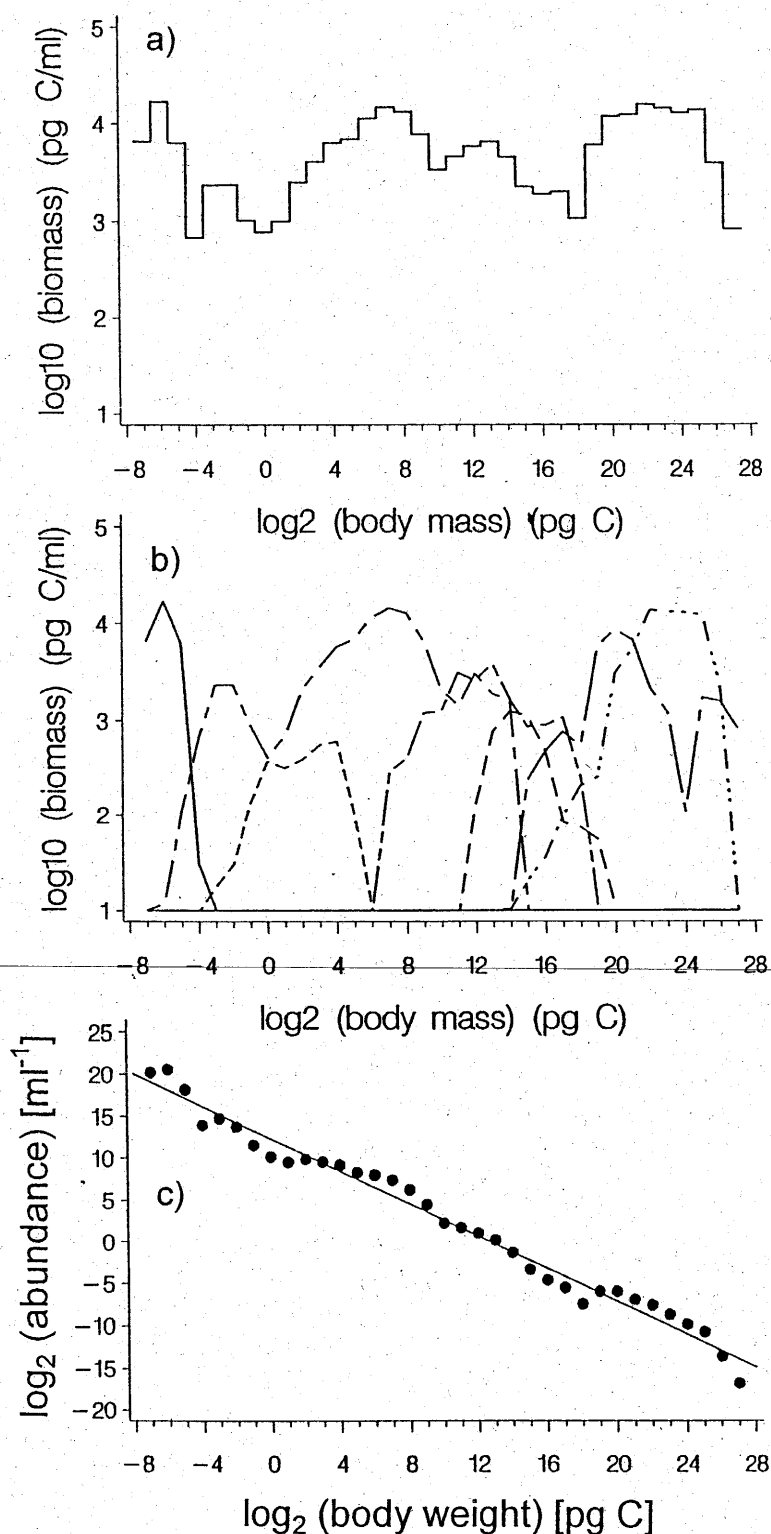 a)
log10 (biomass) (pg C/ml)
5
4
3
2
1
−8 −4 0 4 8 12 16 20 24 28
log2 (body mass) (pg C)
b)
log10 (biomass) (pg C/ml)
5
4
3
2
1
−8 −4 0 4 8 12 16 20 24 28
log2 (body mass) (pg C)
c)
log₂ (abundance) [ml⁻¹]
25
20
15
10
5
0
−5
−10
−15
−20
−8 −4 0 4 8 12 16 20 24 28
log₂ (body weight) [pg C]